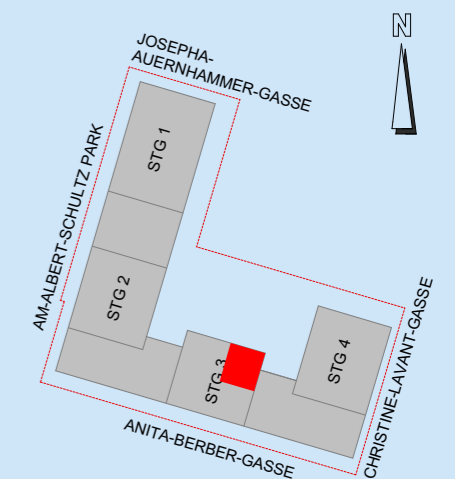 N
JOSEPHA-
AUERNHAMMER-GASSE
STG 1
AM-ALBERT-SCHULTZ PARK
STG 2
STG 3
STG 4
CHRISTINE-LAVANT-GASSE
ANITA-BERBER-GASSE